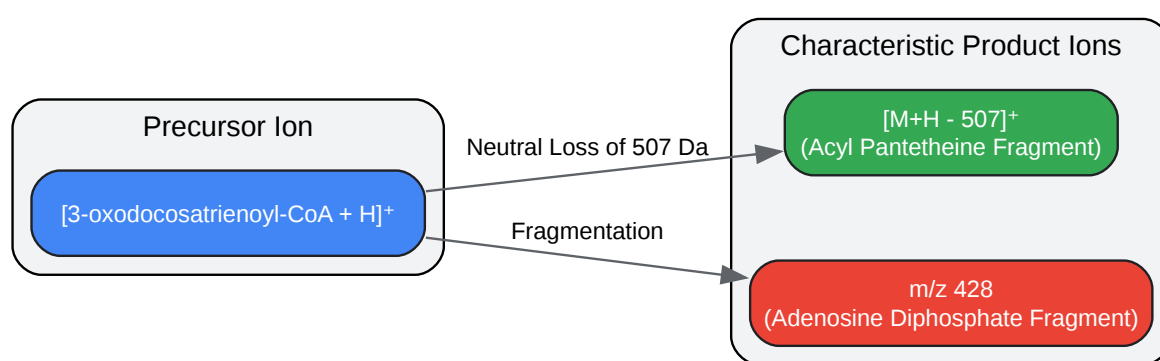 Precursor Ion
[3-oxodocosatrienoyl-CoA + H]⁺
Neutral Loss of 507 Da
Fragmentation
Characteristic Product Ions
[M+H - 507]⁺
(Acyl Pantetheine Fragment)
m/z 428
(Adenosine Diphosphate Fragment)